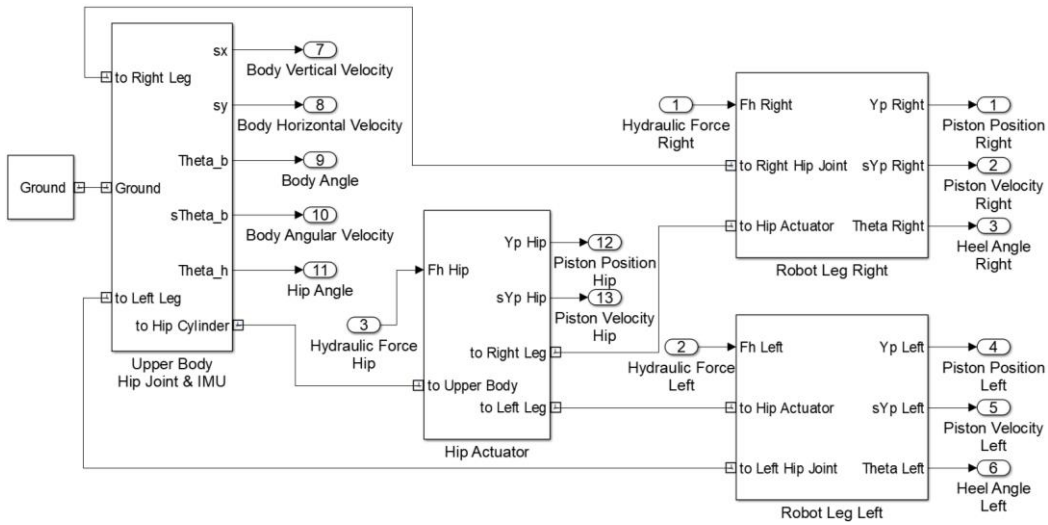 Ground
to Right Leg
Ground
to Left Leg
sx
sy
Theta_b
sTheta_b
Theta_h
to Hip Cylinder
Upper Body
Hip Joint & IMU
7
Body Vertical Velocity
8
Body Horizontal Velocity
9
Body Angle
10
Body Angular Velocity
11
Hip Angle
3
Hydraulic Force
Hip
Fh Hip
to Upper Body
Yp Hip
sYp Hip
to Right Leg
to Left Leg
Hip Actuator
12
Piston Position
Hip
13
Piston Velocity
Hip
1
Hydraulic Force
Right
Fh Right
to Right Hip Joint
to Hip Actuator
Yp Right
sYp Right
Theta Right
Robot Leg Right
1
Piston Position
Right
2
Piston Velocity
Right
3
Heel Angle
Right
2
Hydraulic Force
Left
Fh Left
to Hip Actuator
to Left Hip Joint
Yp Left
sYp Left
Theta Left
Robot Leg Left
4
Piston Position
Left
5
Piston Velocity
Left
6
Heel Angle
Left